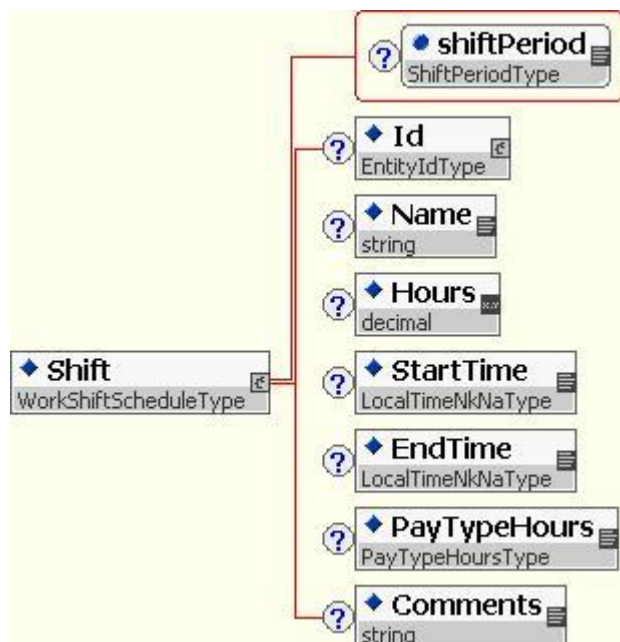 ? shiftPeriod
ShiftPeriodType
? Id
EntityIdType
? Name
string
? Hours
decimal
Shift
WorkShiftScheduleType
? StartTime
LocalTimeNkNaType
? EndTime
LocalTimeNkNaType
? PayTypeHours
PayTypeHoursType
? Comments
string